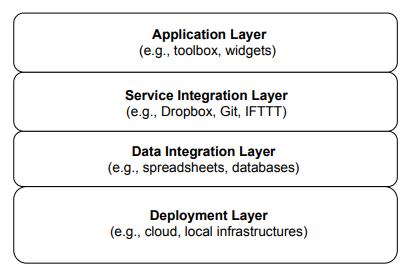 Application Layer
(e.g., toolbox, widgets)
Service Integration Layer
(e.g., Dropbox, Git, IFTTT)
Data Integration Layer
(e.g., spreadsheets, databases)
Deployment Layer
(e.g., cloud, local infrastructures)